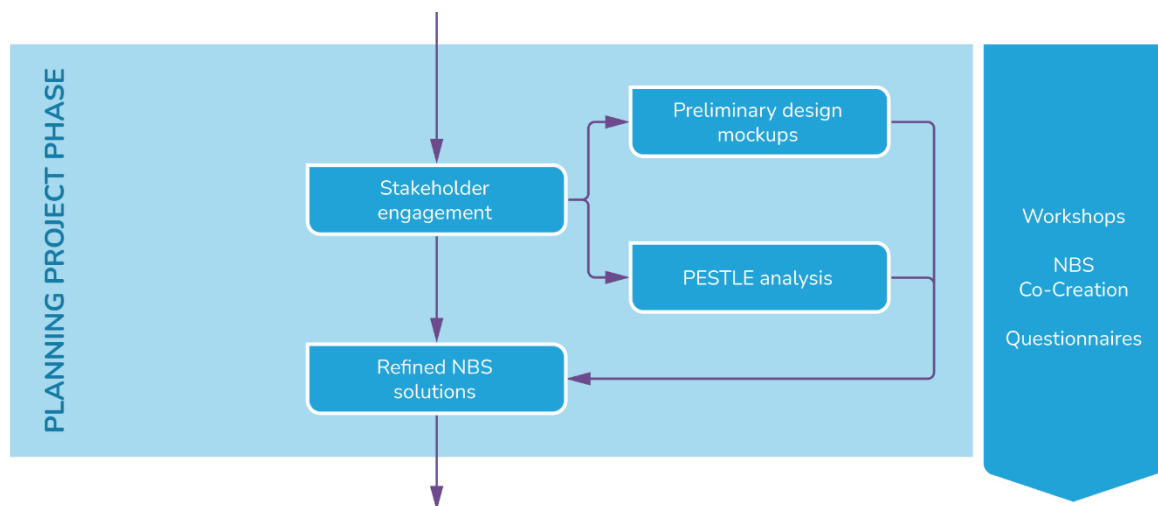 PLANNING PROJECT PHASE
Preliminary design
mockups
Stakeholder
engagement
PESTLE analysis
Refined NBS
solutions
Workshops
NBS
Co-Creation
Questionnaires